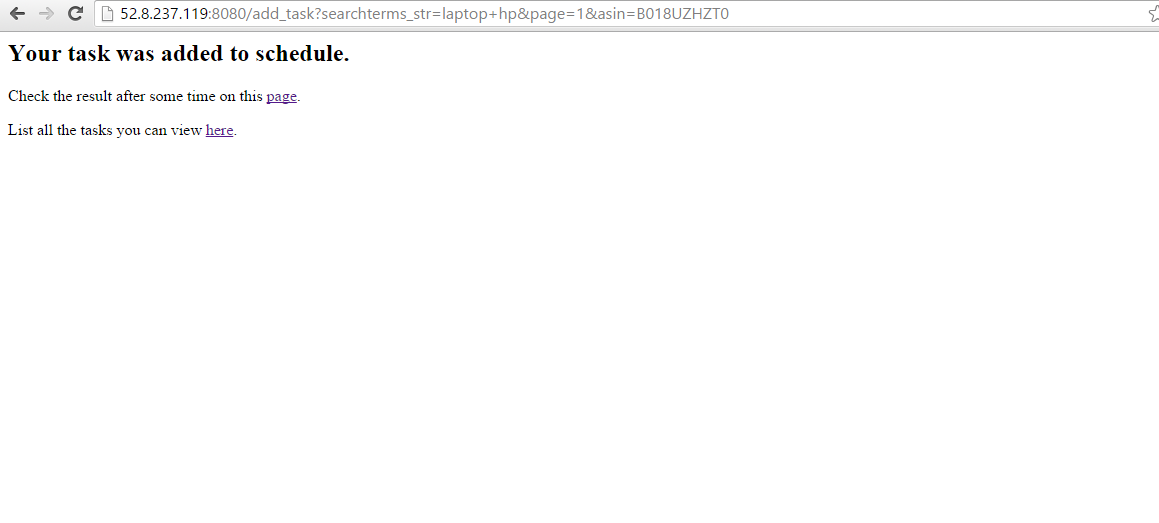 52.8.237.119:8080/add_task?searchterms_str=laptop+hp&page=1&asin=B018UZHZT0
Your task was added to schedule.
Check the result after some time on this page.
List all the tasks you can view here.